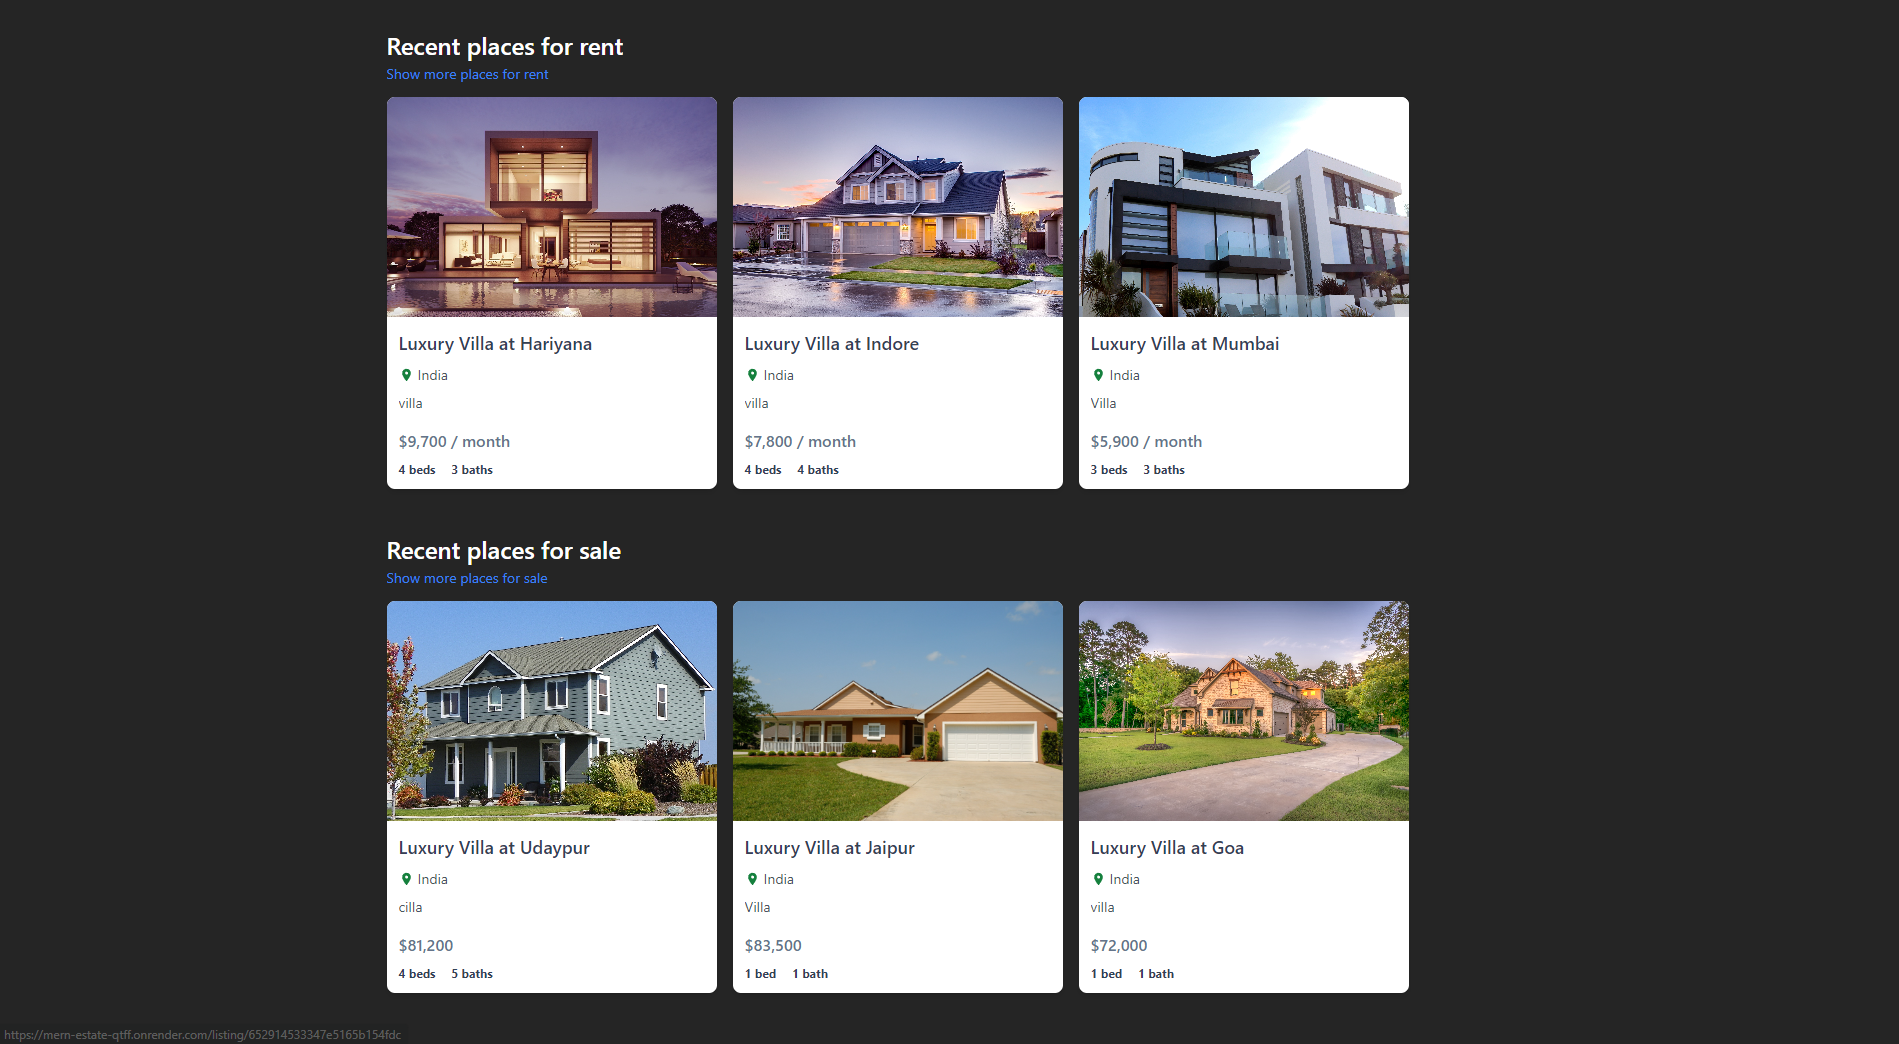 Recent places for rent
Show more places for rent
Luxury Villa at Hariyana
India
villa
$9,700 / month
4 beds 3 baths
Luxury Villa at Indore
India
villa
$7,800 / month
4 beds 4 baths
Luxury Villa at Mumbai
India
Villa
$5,900 / month
3 beds 3 baths
Recent places for sale
Show more places for sale
Luxury Villa at Udaypur
India
cilla
$81,200
4 beds 5 baths
Luxury Villa at Jaipur
India
Villa
$83,500
1 bed 1 bath
Luxury Villa at Goa
India
villa
$72,000
1 bed 1 bath
https://mern-estate-qtff.onrender.com/listing/652914533347e5165b154fdc